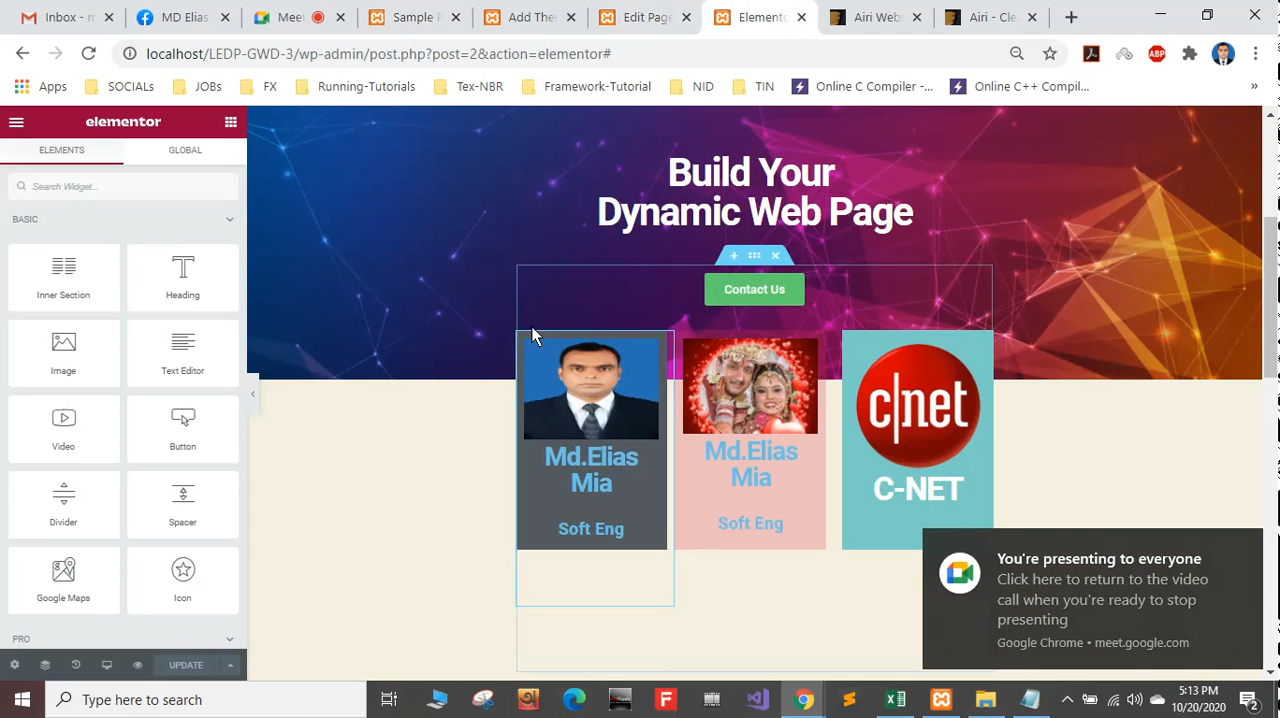 Inbox - m
MD Elias
Meet
Sample P
Add Ther
Edit Page
Elemento
Airi Webs
Airi - Cle
localhost/LEDP-GWD-3/wp-admin/post.php?post=2&action=elementor#
Apps
SOCIALs
JOBs
FX
Running-Tutorials
Tex-NBR
Framework-Tutorial
NID
TIN
Online C Compiler -...
Online C++ Compil...
»
elementor
ELEMENTS
GLOBAL
Search Widget...
BASIC
Inner Section
Heading
Image
Text Editor
Video
Button
Divider
Spacer
Google Maps
Icon
PRO
UPDATE
Build Your
Dynamic Web Page
Contact Us
Md.Elias
Mia
Soft Eng
Md.Elias
Mia
Soft Eng
c|net
C-NET
You're presenting to everyone
Click here to return to the video
call when you're ready to stop
presenting
Google Chrome • meet.google.com
ABP
Type here to search
5:13 PM
10/20/2020
2